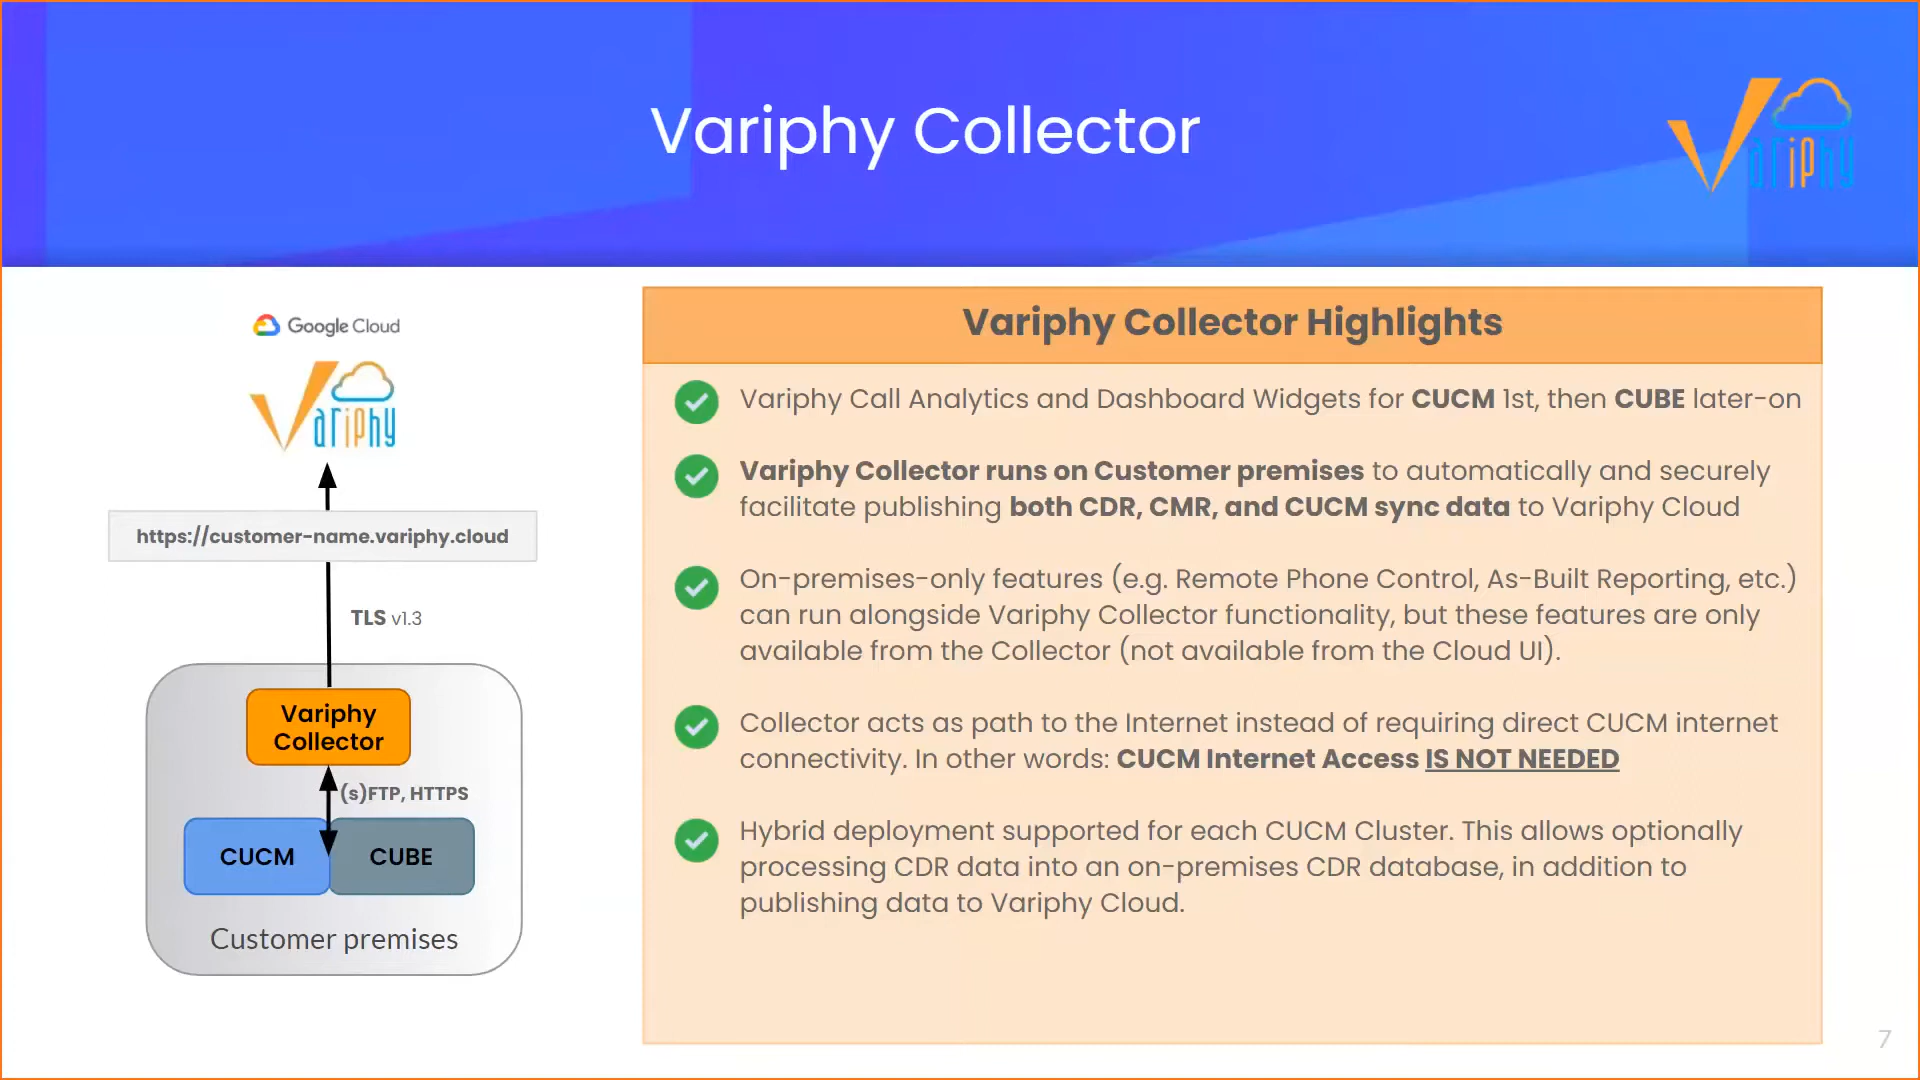 Variphy Collector
Variphy
Google Cloud
Variphy
https://customer-name.variphy.cloud
TLS v1.3
Variphy
Collector
(s)FTP, HTTPS
CUCM
CUBE
Customer premises
Variphy Collector Highlights
Variphy Call Analytics and Dashboard Widgets for CUCM 1st, then CUBE later-on
Variphy Collector runs on Customer premises to automatically and securely
facilitate publishing both CDR, CMR, and CUCM sync data to Variphy Cloud
On-premises-only features (e.g. Remote Phone Control, As-Built Reporting, etc.)
can run alongside Variphy Collector functionality, but these features are only
available from the Collector (not available from the Cloud UI).
Collector acts as path to the Internet instead of requiring direct CUCM internet
connectivity. In other words: CUCM Internet Access IS NOT NEEDED
Hybrid deployment supported for each CUCM Cluster. This allows optionally
processing CDR data into an on-premises CDR database, in addition to
publishing data to Variphy Cloud.
7